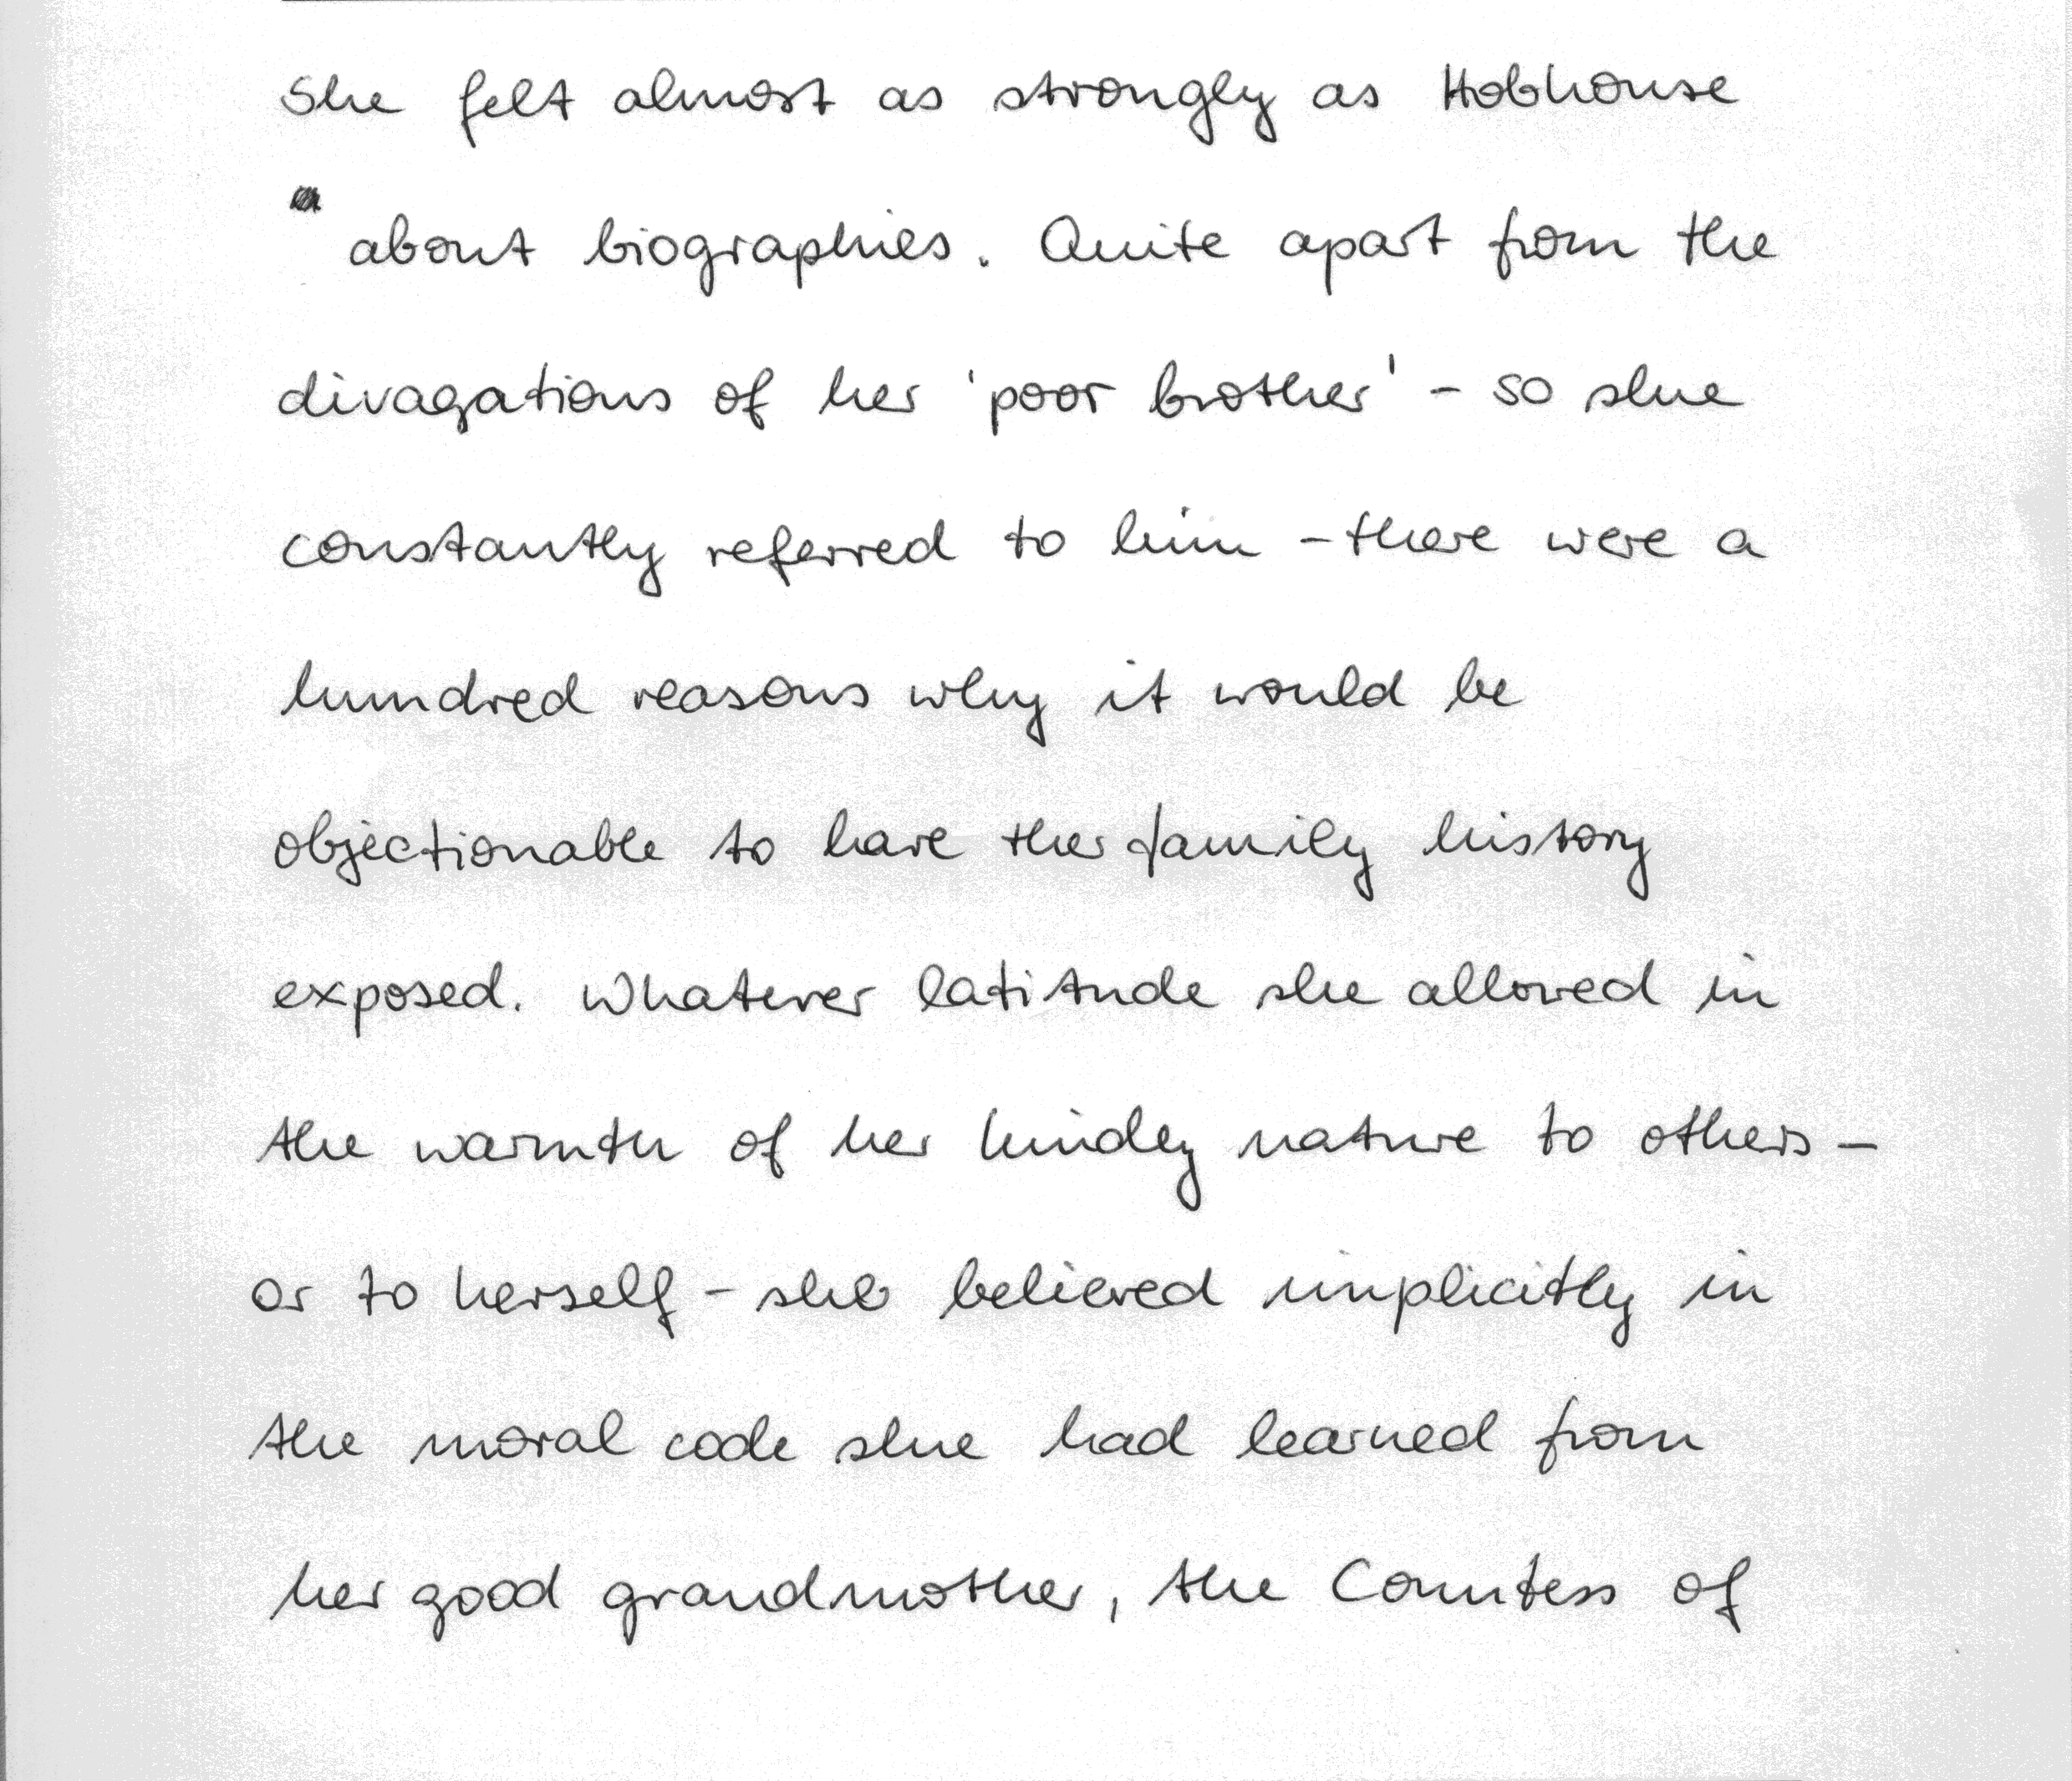 She felt almost as strongly as Hobhouse
about biographies. Quite apart from the
divagations of her 'poor brother' - so she
constantly referred to him - there were a
hundred reasons why it would be
objectionable to have the family history
exposed. Whatever latitude she allowed in
the warmth of her kindly nature to others -
or to herself - she believed implicitly in
the moral code she had learned from
her good grandmother, the Countess of